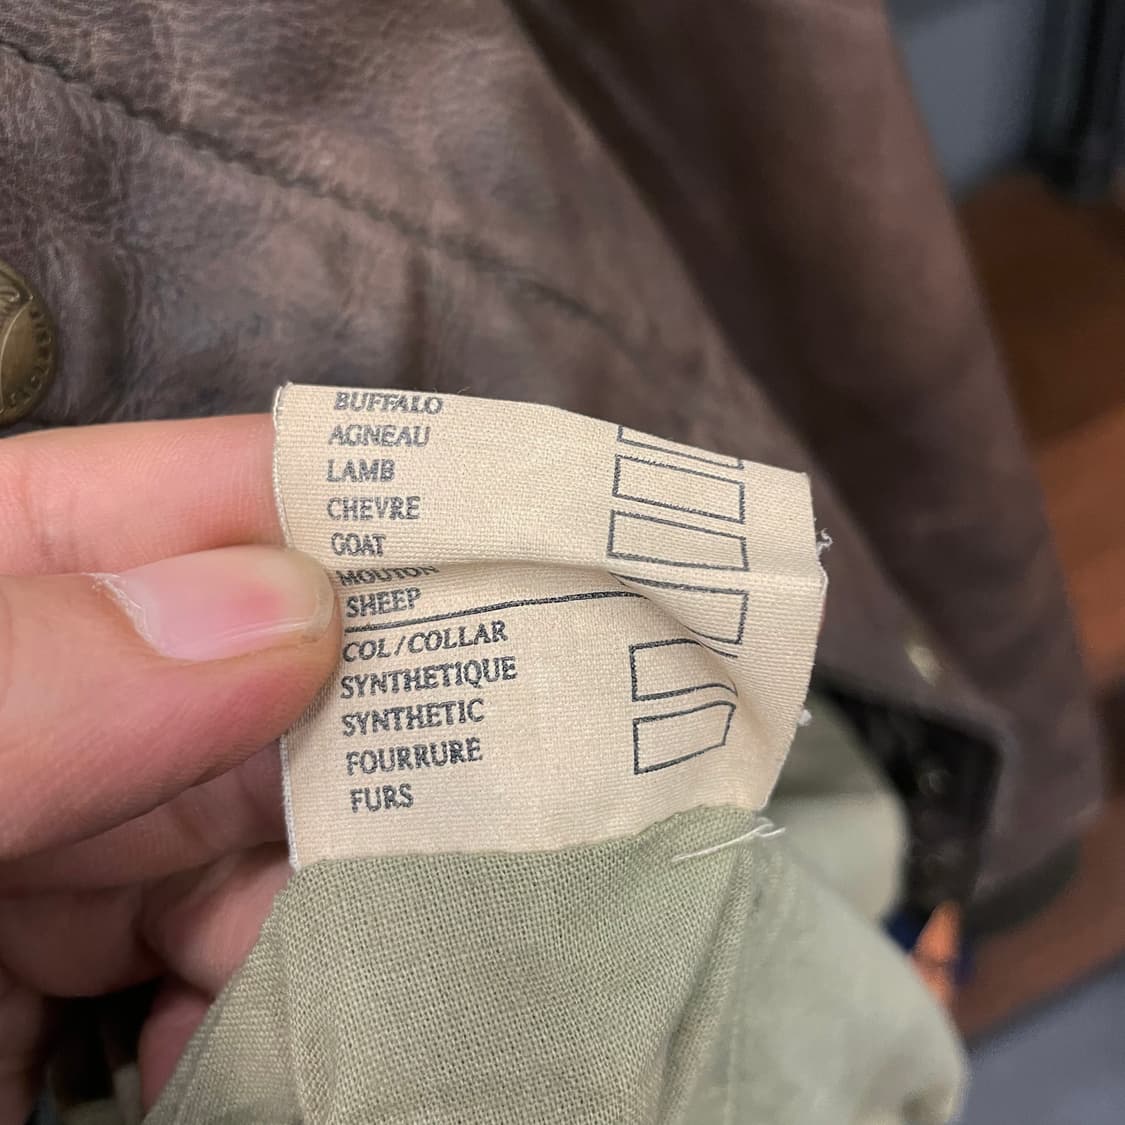 BUFFALO
AGNEAU
LAMB
CHEVRE
GOAT
MOUTON
SHEEP
COL/COLLAR
SYNTHETIQUE
SYNTHETIC
FOURRURE
FURS